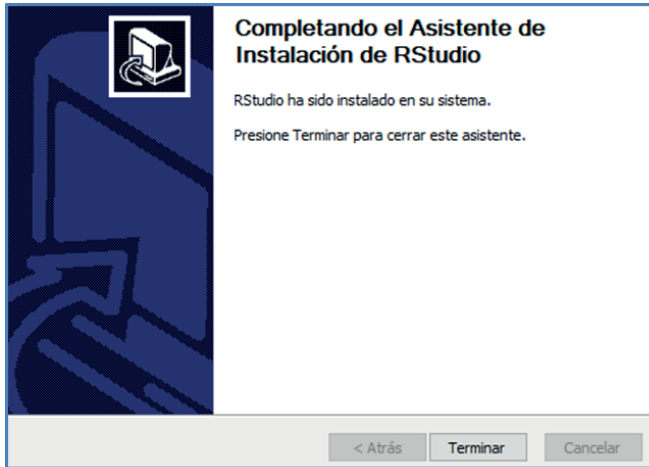 Completando el Asistente de
Instalación de RStudio
RStudio ha sido instalado en su sistema.
Presione Terminar para cerrar este asistente.
< Atrás
Terminar
Cancelar